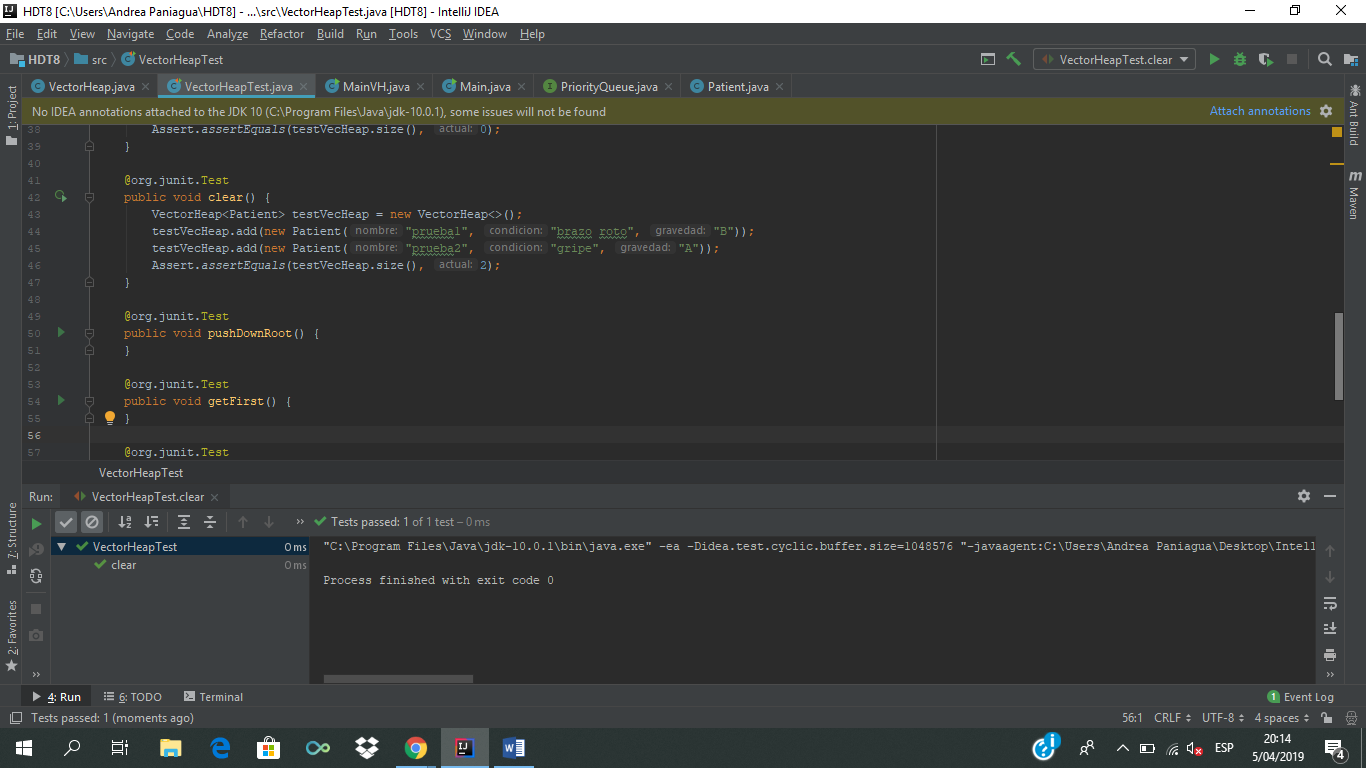 HDT8 [C:\Users\Andrea Paniagua\HDT8] - ...\src\VectorHeapTest.java [HDT8] - IntelliJ IDEA
File Edit View Navigate Code Analyze Refactor Build Run Tools VCS Window Help
HDT8 src VectorHeapTest VectorHeapTest.clear
VectorHeap.java VectorHeapTest.java MainVH.java Main.java PriorityQueue.java Patient.java
No IDEA annotations attached to the JDK 10 (C:\Program Files\Java\jdk-10.0.1), some issues will not be found Attach annotations
1: Project
Ant Build
Maven
38 Assert.assertEquals(testVecHeap.size(), actual: 0);
39 }
40
41 @org.junit.Test
42 public void clear() {
43 VectorHeap<Patient> testVecHeap = new VectorHeap<>();
44 testVecHeap.add(new Patient( nombre: "prueba1", condicion: "brazo roto", gravedad: "B"));
45 testVecHeap.add(new Patient( nombre: "prueba2", condicion: "gripe", gravedad: "A"));
46 Assert.assertEquals(testVecHeap.size(), actual: 2);
47 }
48
49 @org.junit.Test
50 public void pushDownRoot() {
51 }
52
53 @org.junit.Test
54 public void getFirst() {
55 }
56
57 @org.junit.Test
VectorHeapTest
Run: VectorHeapTest.clear
7: Structure
2: Favorites
Tests passed: 1 of 1 test – 0 ms
VectorHeapTest 0 ms
clear 0 ms
"C:\Program Files\Java\jdk-10.0.1\bin\java.exe" -ea -Didea.test.cyclic.buffer.size=1048576 "-javaagent:C:\Users\Andrea Paniagua\Desktop\Intell
Process finished with exit code 0
4: Run 6: TODO Terminal 1 Event Log
Tests passed: 1 (moments ago) 56:1 CRLF UTF-8 4 spaces
ESP 20:14
5/04/2019 4